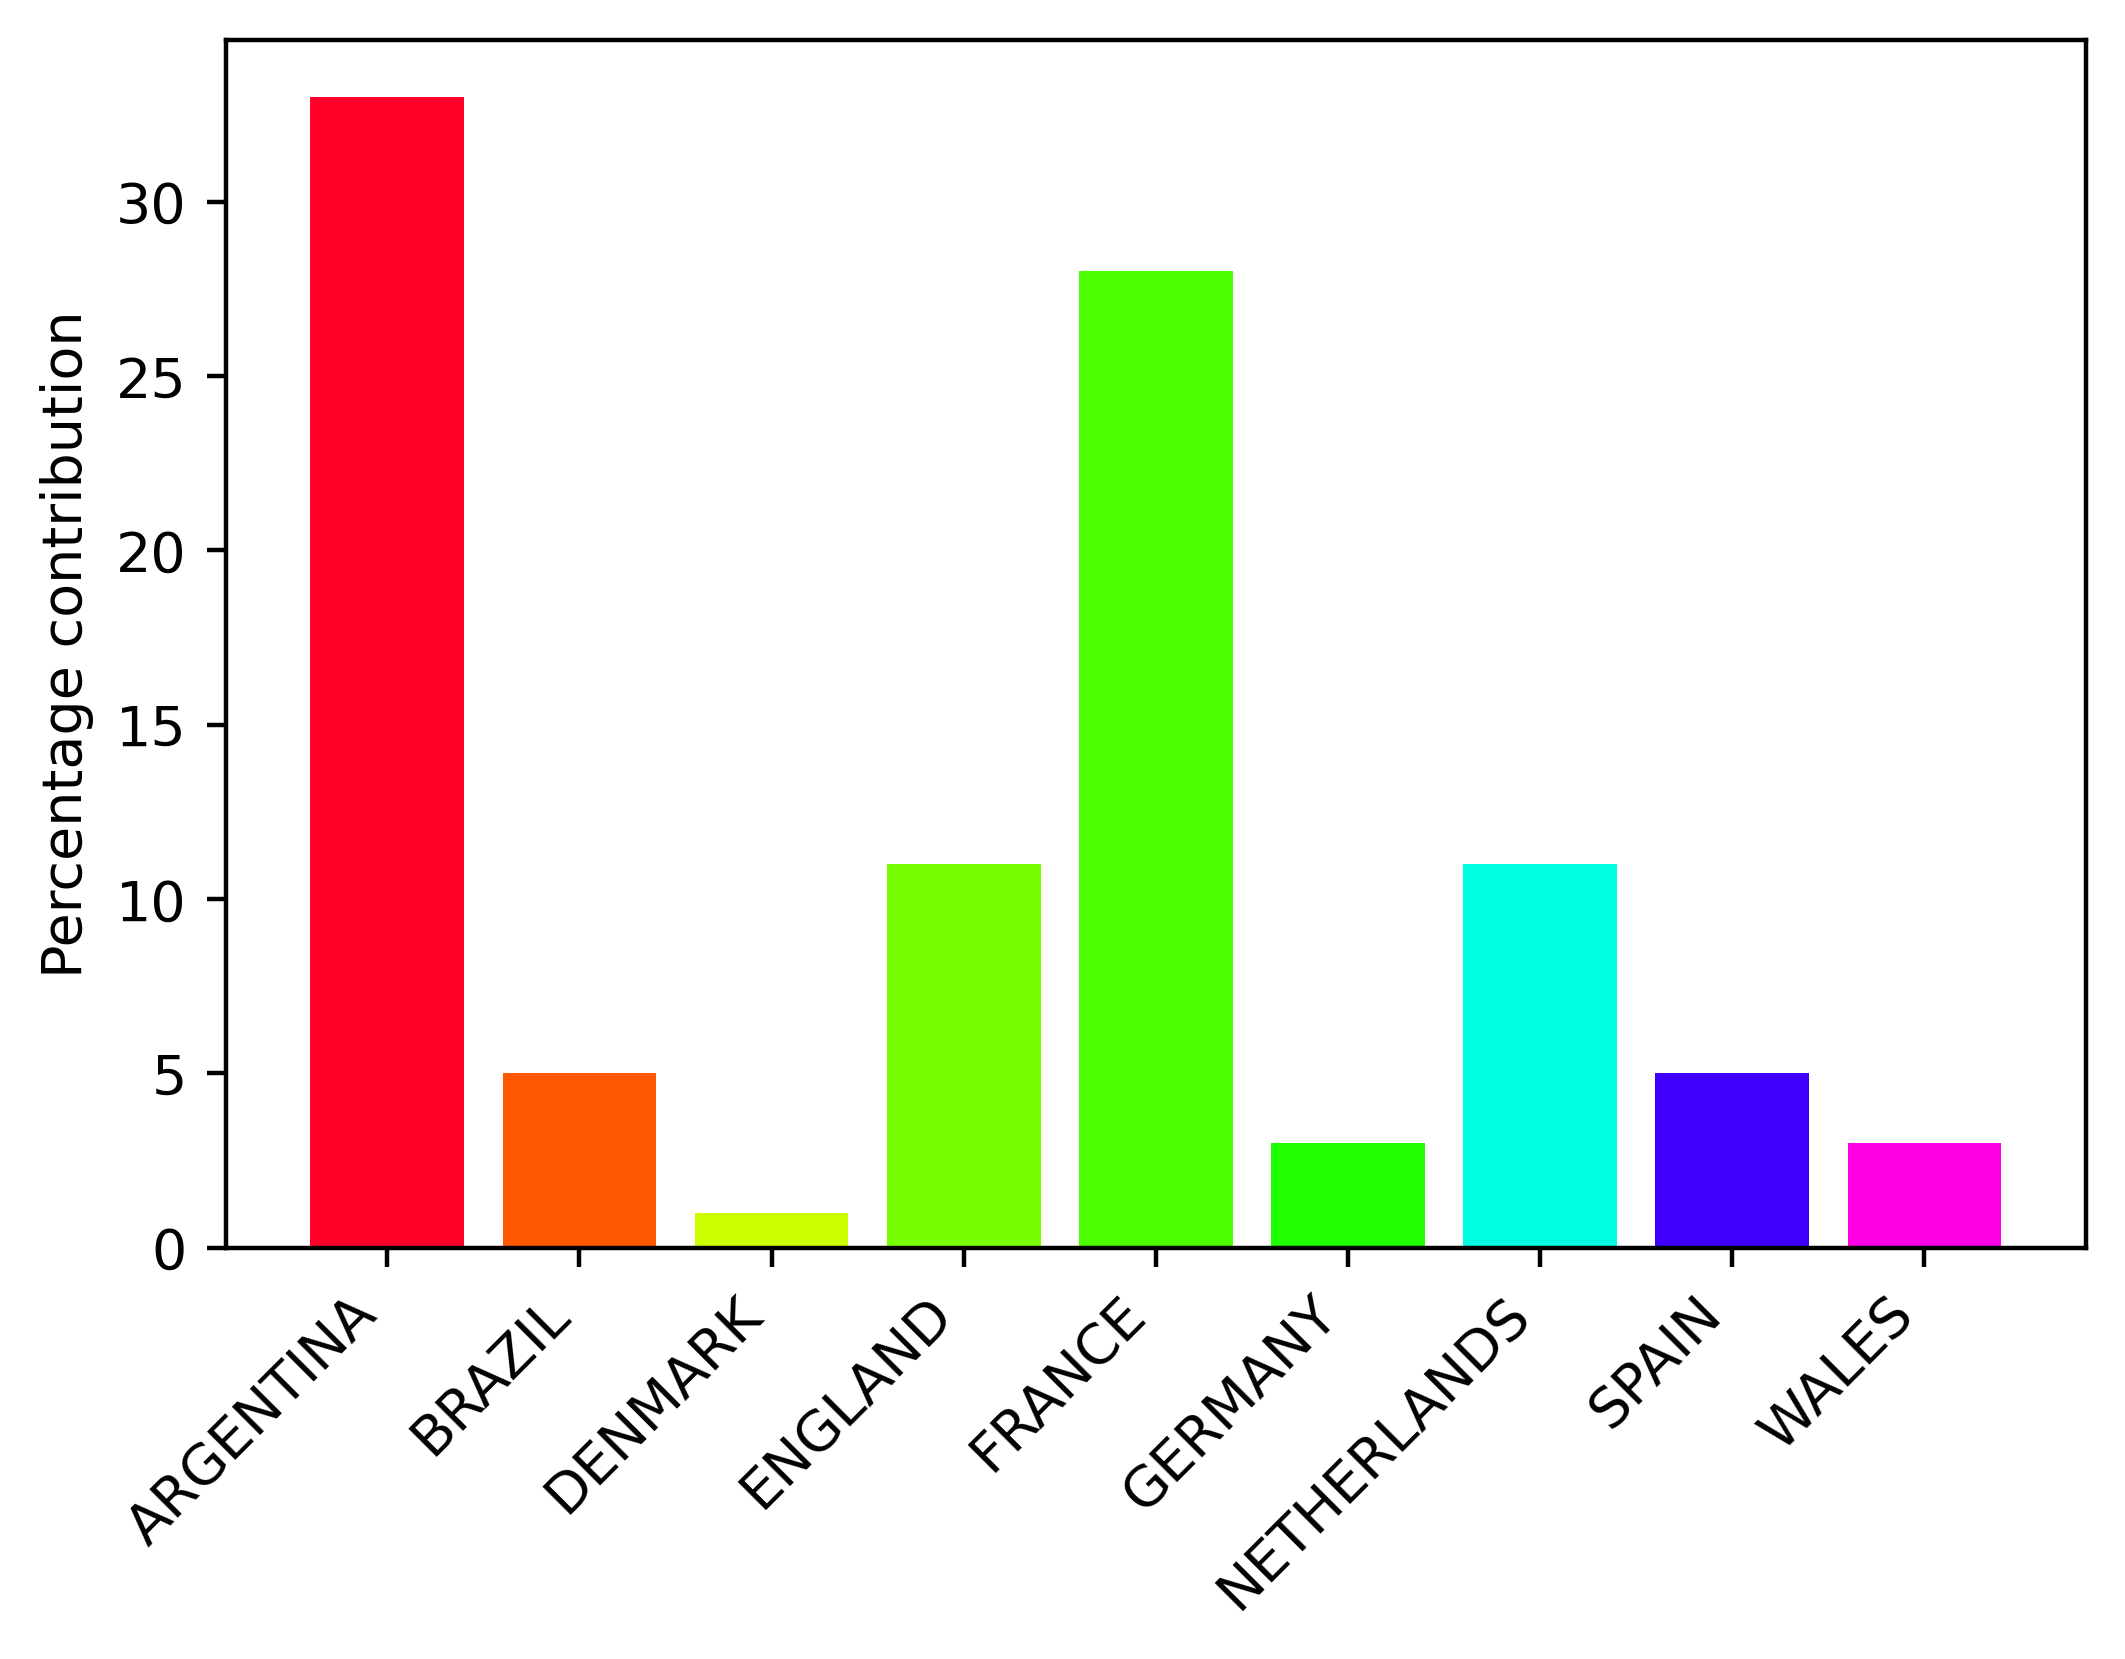 Percentage contribution
30
25
20
15
10
5
0
ARGENTINA
BRAZIL
DENMARK
ENGLAND
FRANCE
GERMANY
NETHERLANDS
SPAIN
WALES